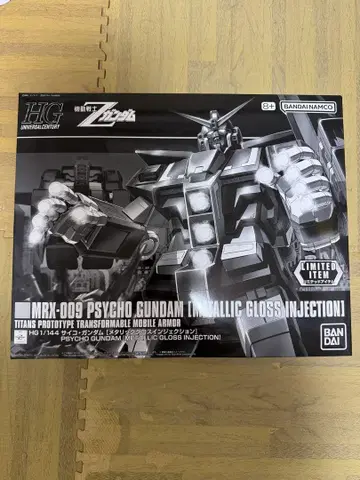 HG
UNIVERSAL CENTURY
機動戦士
Zガンダム
8+
BANDAI NAMCO
LIMITED
ITEM
MRX-009 PSYCHO GUNDAM [METALLIC GLOSS INJECTION]
TITANS PROTOTYPE TRANSFORMABLE MOBILE ARMOR
HG 1/144 サイコ・ガンダム [メタリックグロスインジェクション]
PSYCHO GUNDAM [METALLIC GLOSS INJECTION]
BAN
DAI